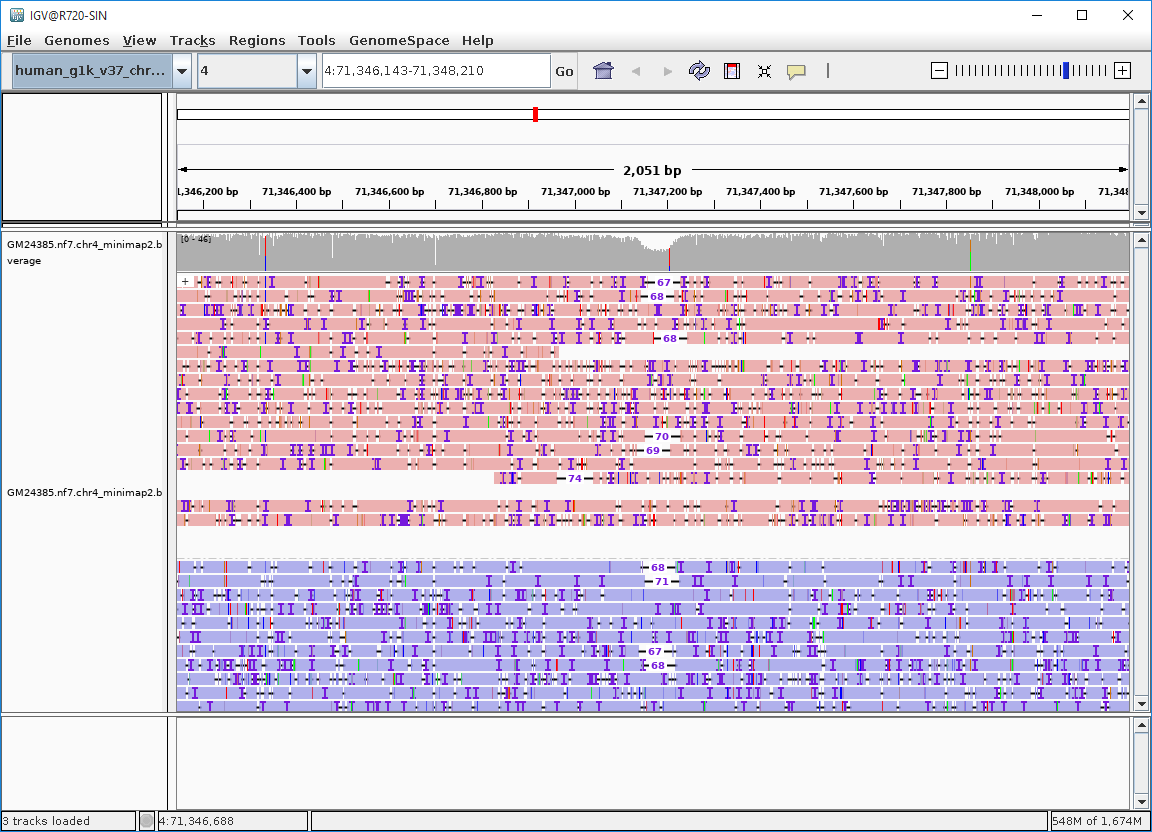 IGV@R720-SIN
File Genomes View Tracks Regions Tools GenomeSpace Help
human_g1k_v37_chr... 4 4:71,346,143-71,348,210 Go
2,051 bp
1,346,200 bp 71,346,400 bp 71,346,600 bp 71,346,800 bp 71,347,000 bp 71,347,200 bp 71,347,400 bp 71,347,600 bp 71,347,800 bp 71,348,000 bp 71,348
GM24385.nf7.chr4_minimap2.b
verage
[0 - 46]
67
68
68
70
69
74
GM24385.nf7.chr4_minimap2.b
68
71
67
68
3 tracks loaded 4:71,346,688 548M of 1,674M